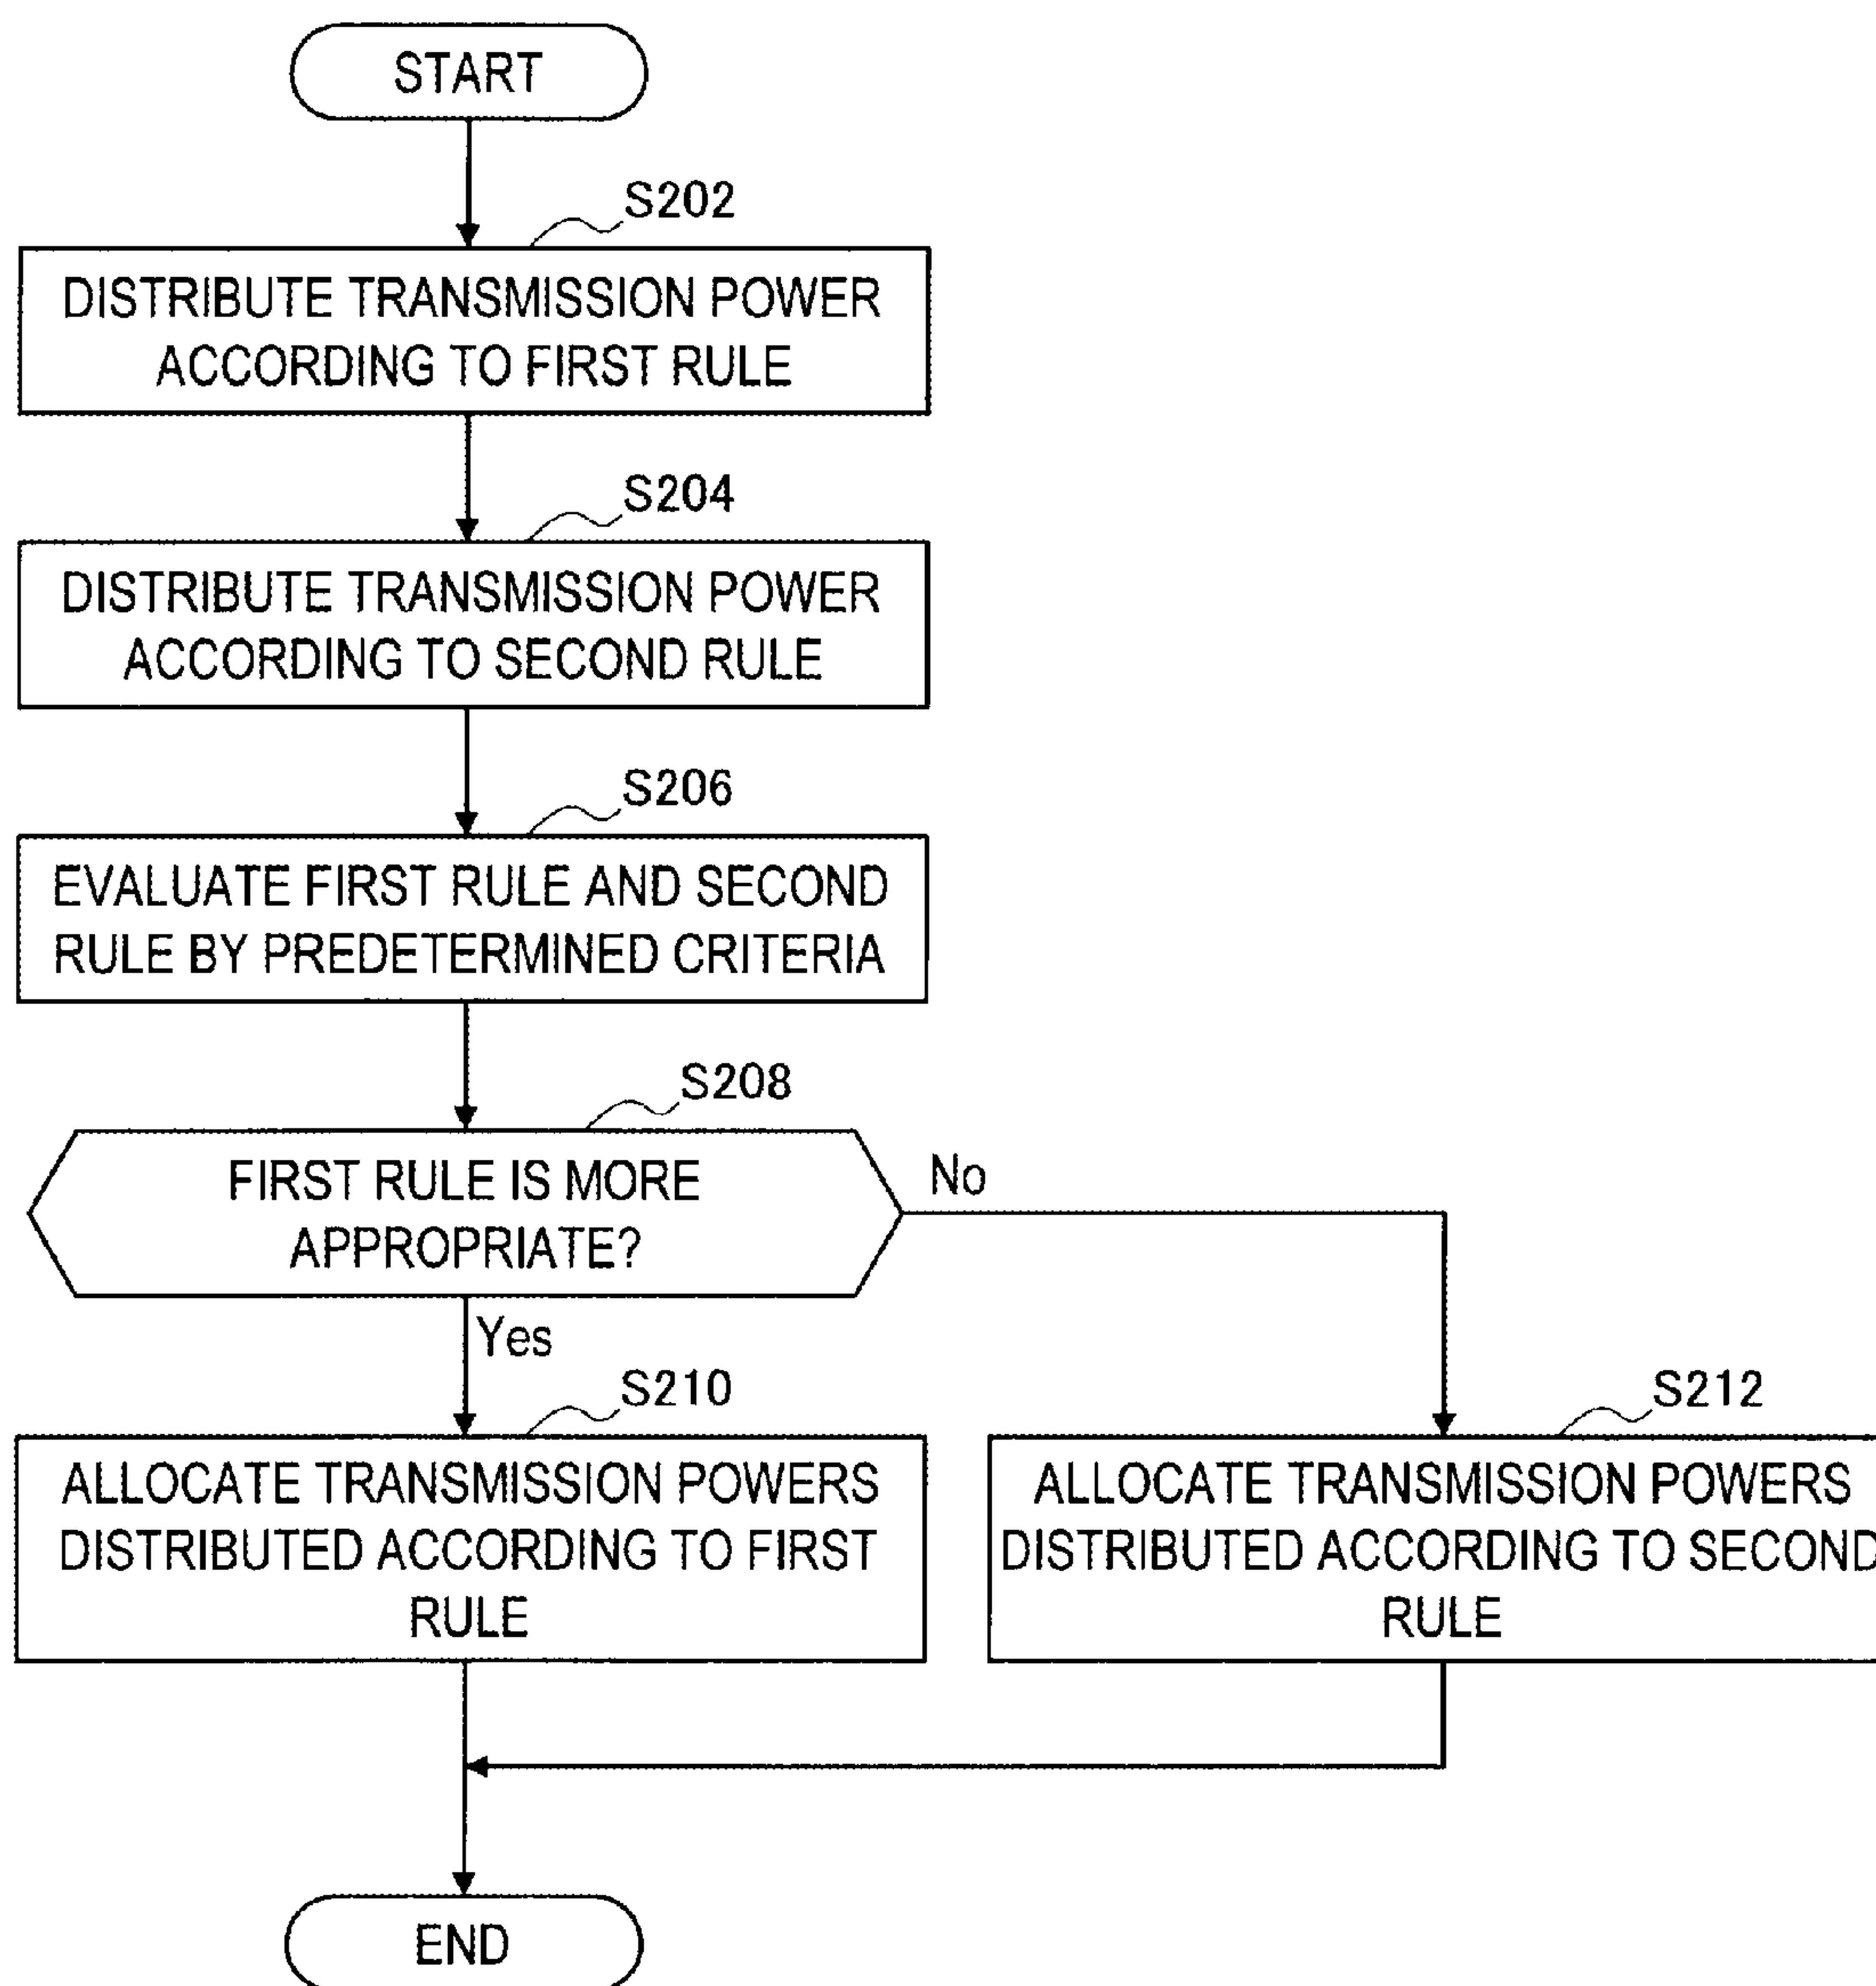 START
S202
DISTRIBUTE TRANSMISSION POWER
ACCORDING TO FIRST RULE
S204
DISTRIBUTE TRANSMISSION POWER
ACCORDING TO SECOND RULE
S206
EVALUATE FIRST RULE AND SECOND
RULE BY PREDETERMINED CRITERIA
S208
FIRST RULE IS MORE
APPROPRIATE?
No
Yes
S210
ALLOCATE TRANSMISSION POWERS
DISTRIBUTED ACCORDING TO FIRST
RULE
S212
ALLOCATE TRANSMISSION POWERS
DISTRIBUTED ACCORDING TO SECOND
RULE
END